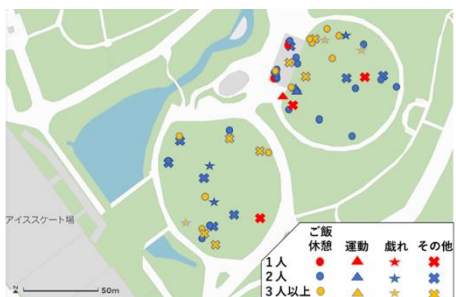 アイススケート場
ご飯
休憩 運動 戯れ その他
1人
2人
3人以上
N
50m